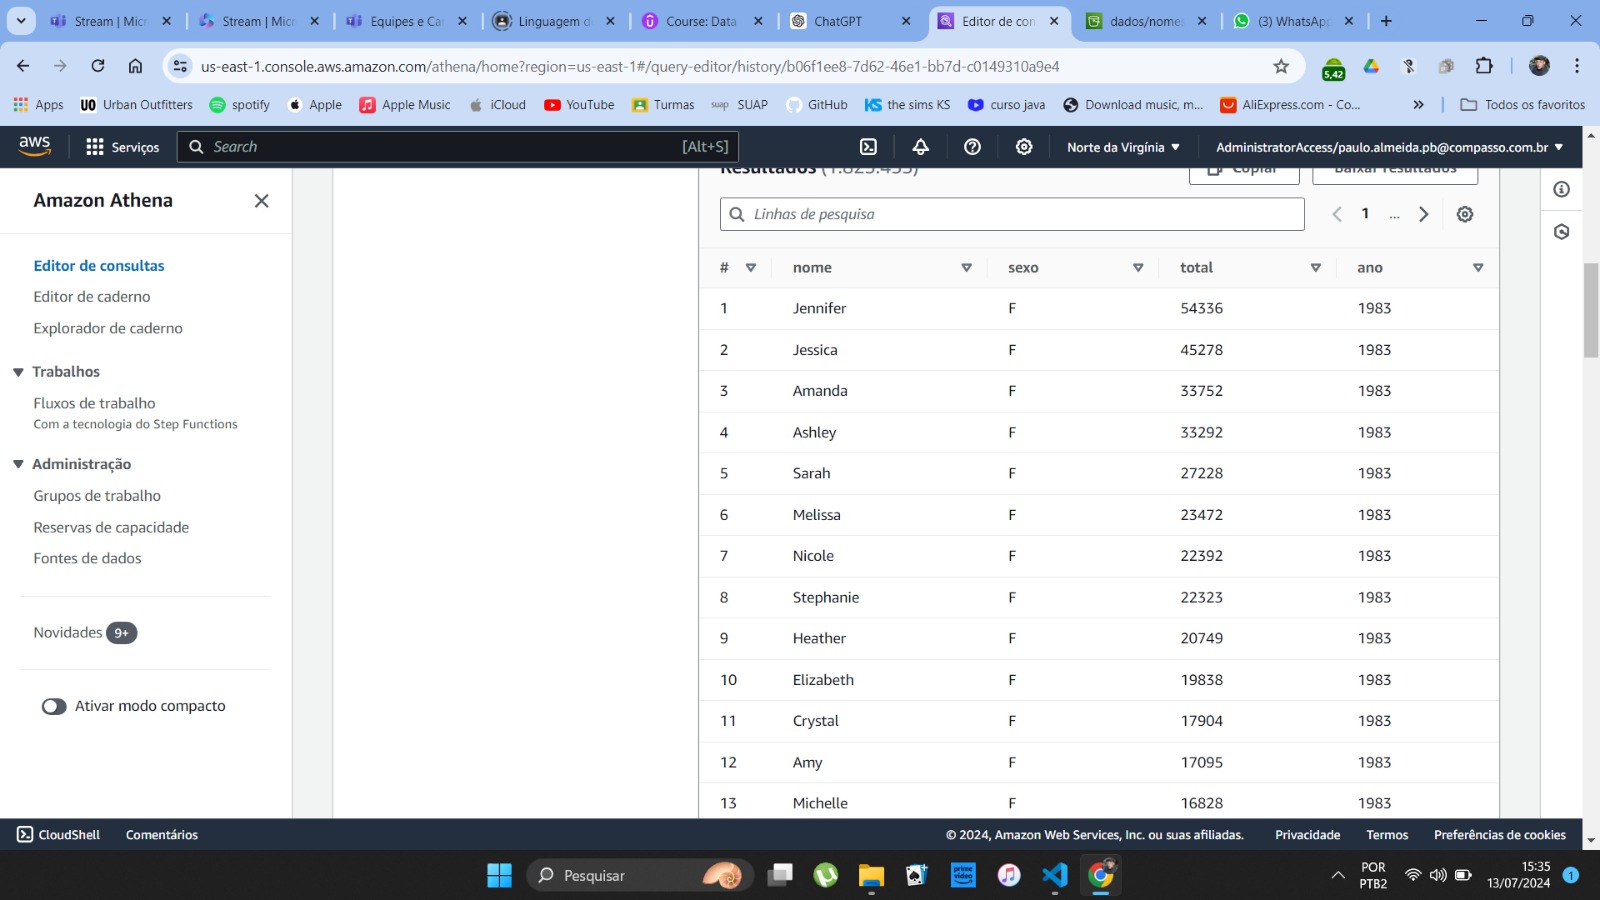 Stream | Micr
Stream | Micr
Equipes e Car
Linguagem d
Course: Data
ChatGPT
Editor de con
dados/nomes
(3) WhatsApp
us-east-1.console.aws.amazon.com/athena/home?region=us-east-1#/query-editor/history/b06f1ee8-7d62-46e1-bb7d-c0149310a9e4
5,42
Apps
UO Urban Outfitters
spotify
Apple
Apple Music
iCloud
YouTube
Turmas
suap SUAP
GitHub
KS the sims KS
curso java
Download music, m...
AliExpress.com - Co...
»
Todos os favoritos
aws
Serviços
Search
[Alt+S]
Norte da Virgínia
AdministratorAccess/paulo.almeida.pb@compasso.com.br
Amazon Athena
Editor de consultas
Editor de caderno
Explorador de caderno
Trabalhos
Fluxos de trabalho
Com a tecnologia do Step Functions
Administração
Grupos de trabalho
Reservas de capacidade
Fontes de dados
Novidades 9+
Ativar modo compacto
Resultados (1.825.433)
Copiar
Baixar resultados
Linhas de pesquisa
1 ...
# nome sexo total ano
1 Jennifer F 54336 1983
2 Jessica F 45278 1983
3 Amanda F 33752 1983
4 Ashley F 33292 1983
5 Sarah F 27228 1983
6 Melissa F 23472 1983
7 Nicole F 22392 1983
8 Stephanie F 22323 1983
9 Heather F 20749 1983
10 Elizabeth F 19838 1983
11 Crystal F 17904 1983
12 Amy F 17095 1983
13 Michelle F 16828 1983
CloudShell
Comentários
© 2024, Amazon Web Services, Inc. ou suas afiliadas.
Privacidade
Termos
Preferências de cookies
Pesquisar
prime video
POR
PTB2
15:35
13/07/2024
1